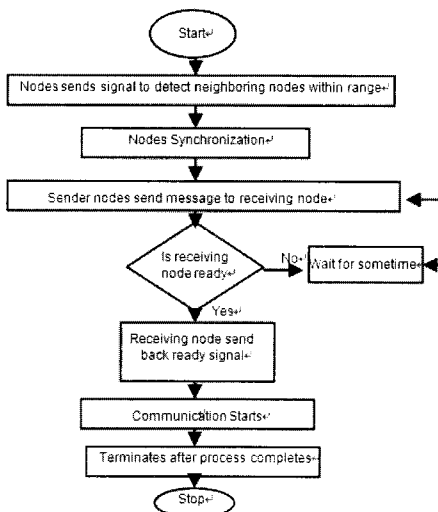 Start
Nodes sends signal to detect neighboring nodes within range
Nodes Synchronization
Sender nodes send message to receiving node
Is receiving
node ready
No
Wait for sometime
Yes
Receiving node send
back ready signal
Communication Starts
Terminates after process completes
Stop